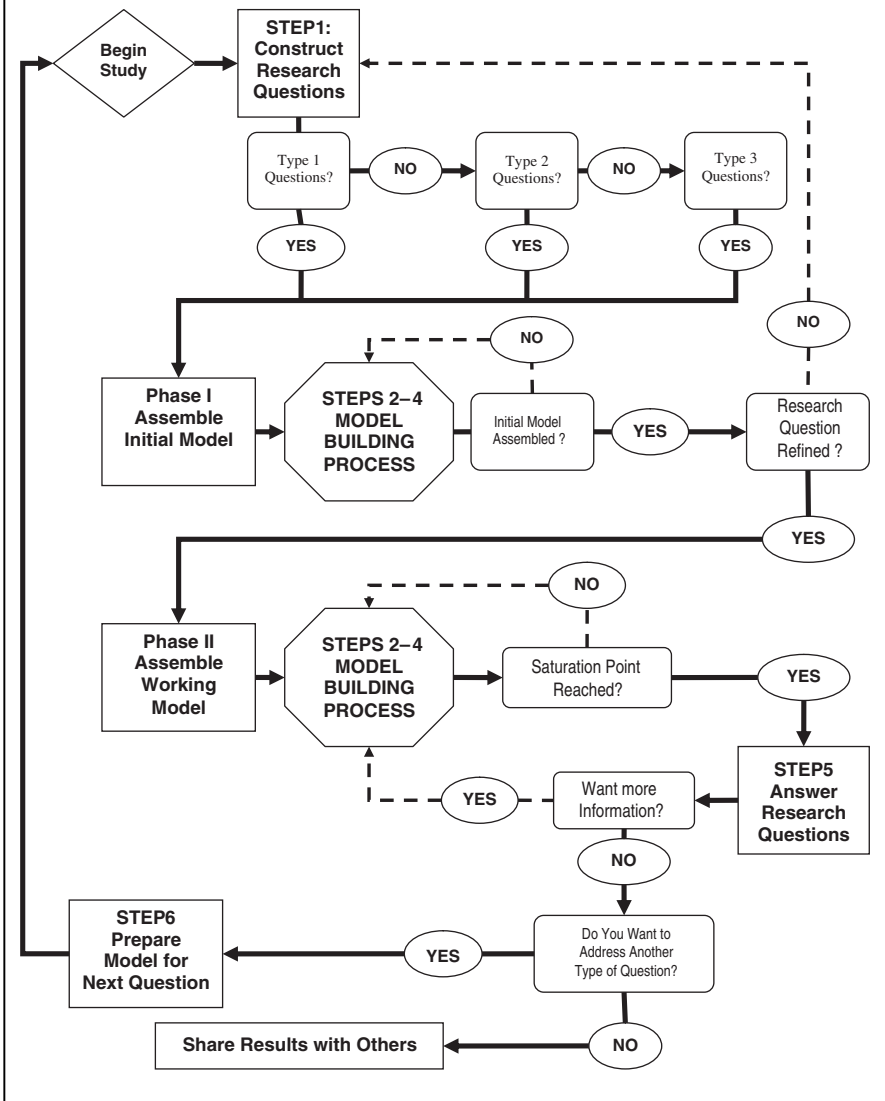 Begin
Study
STEP1:
Construct
Research
Questions
Type 1
Questions?
NO
Type 2
Questions?
NO
Type 3
Questions?
YES
YES
YES
NO
NO
Phase I
Assemble
Initial Model
STEPS 2–4
MODEL
BUILDING
PROCESS
Initial Model
Assembled ?
YES
Research
Question
Refined ?
YES
NO
Phase II
Assemble
Working
Model
STEPS 2–4
MODEL
BUILDING
PROCESS
Saturation Point
Reached?
YES
STEP5
Answer
Research
Questions
Want more
Information?
YES
NO
Do You Want to
Address Another
Type of Question?
YES
STEP6
Prepare
Model for
Next Question
NO
Share Results with Others